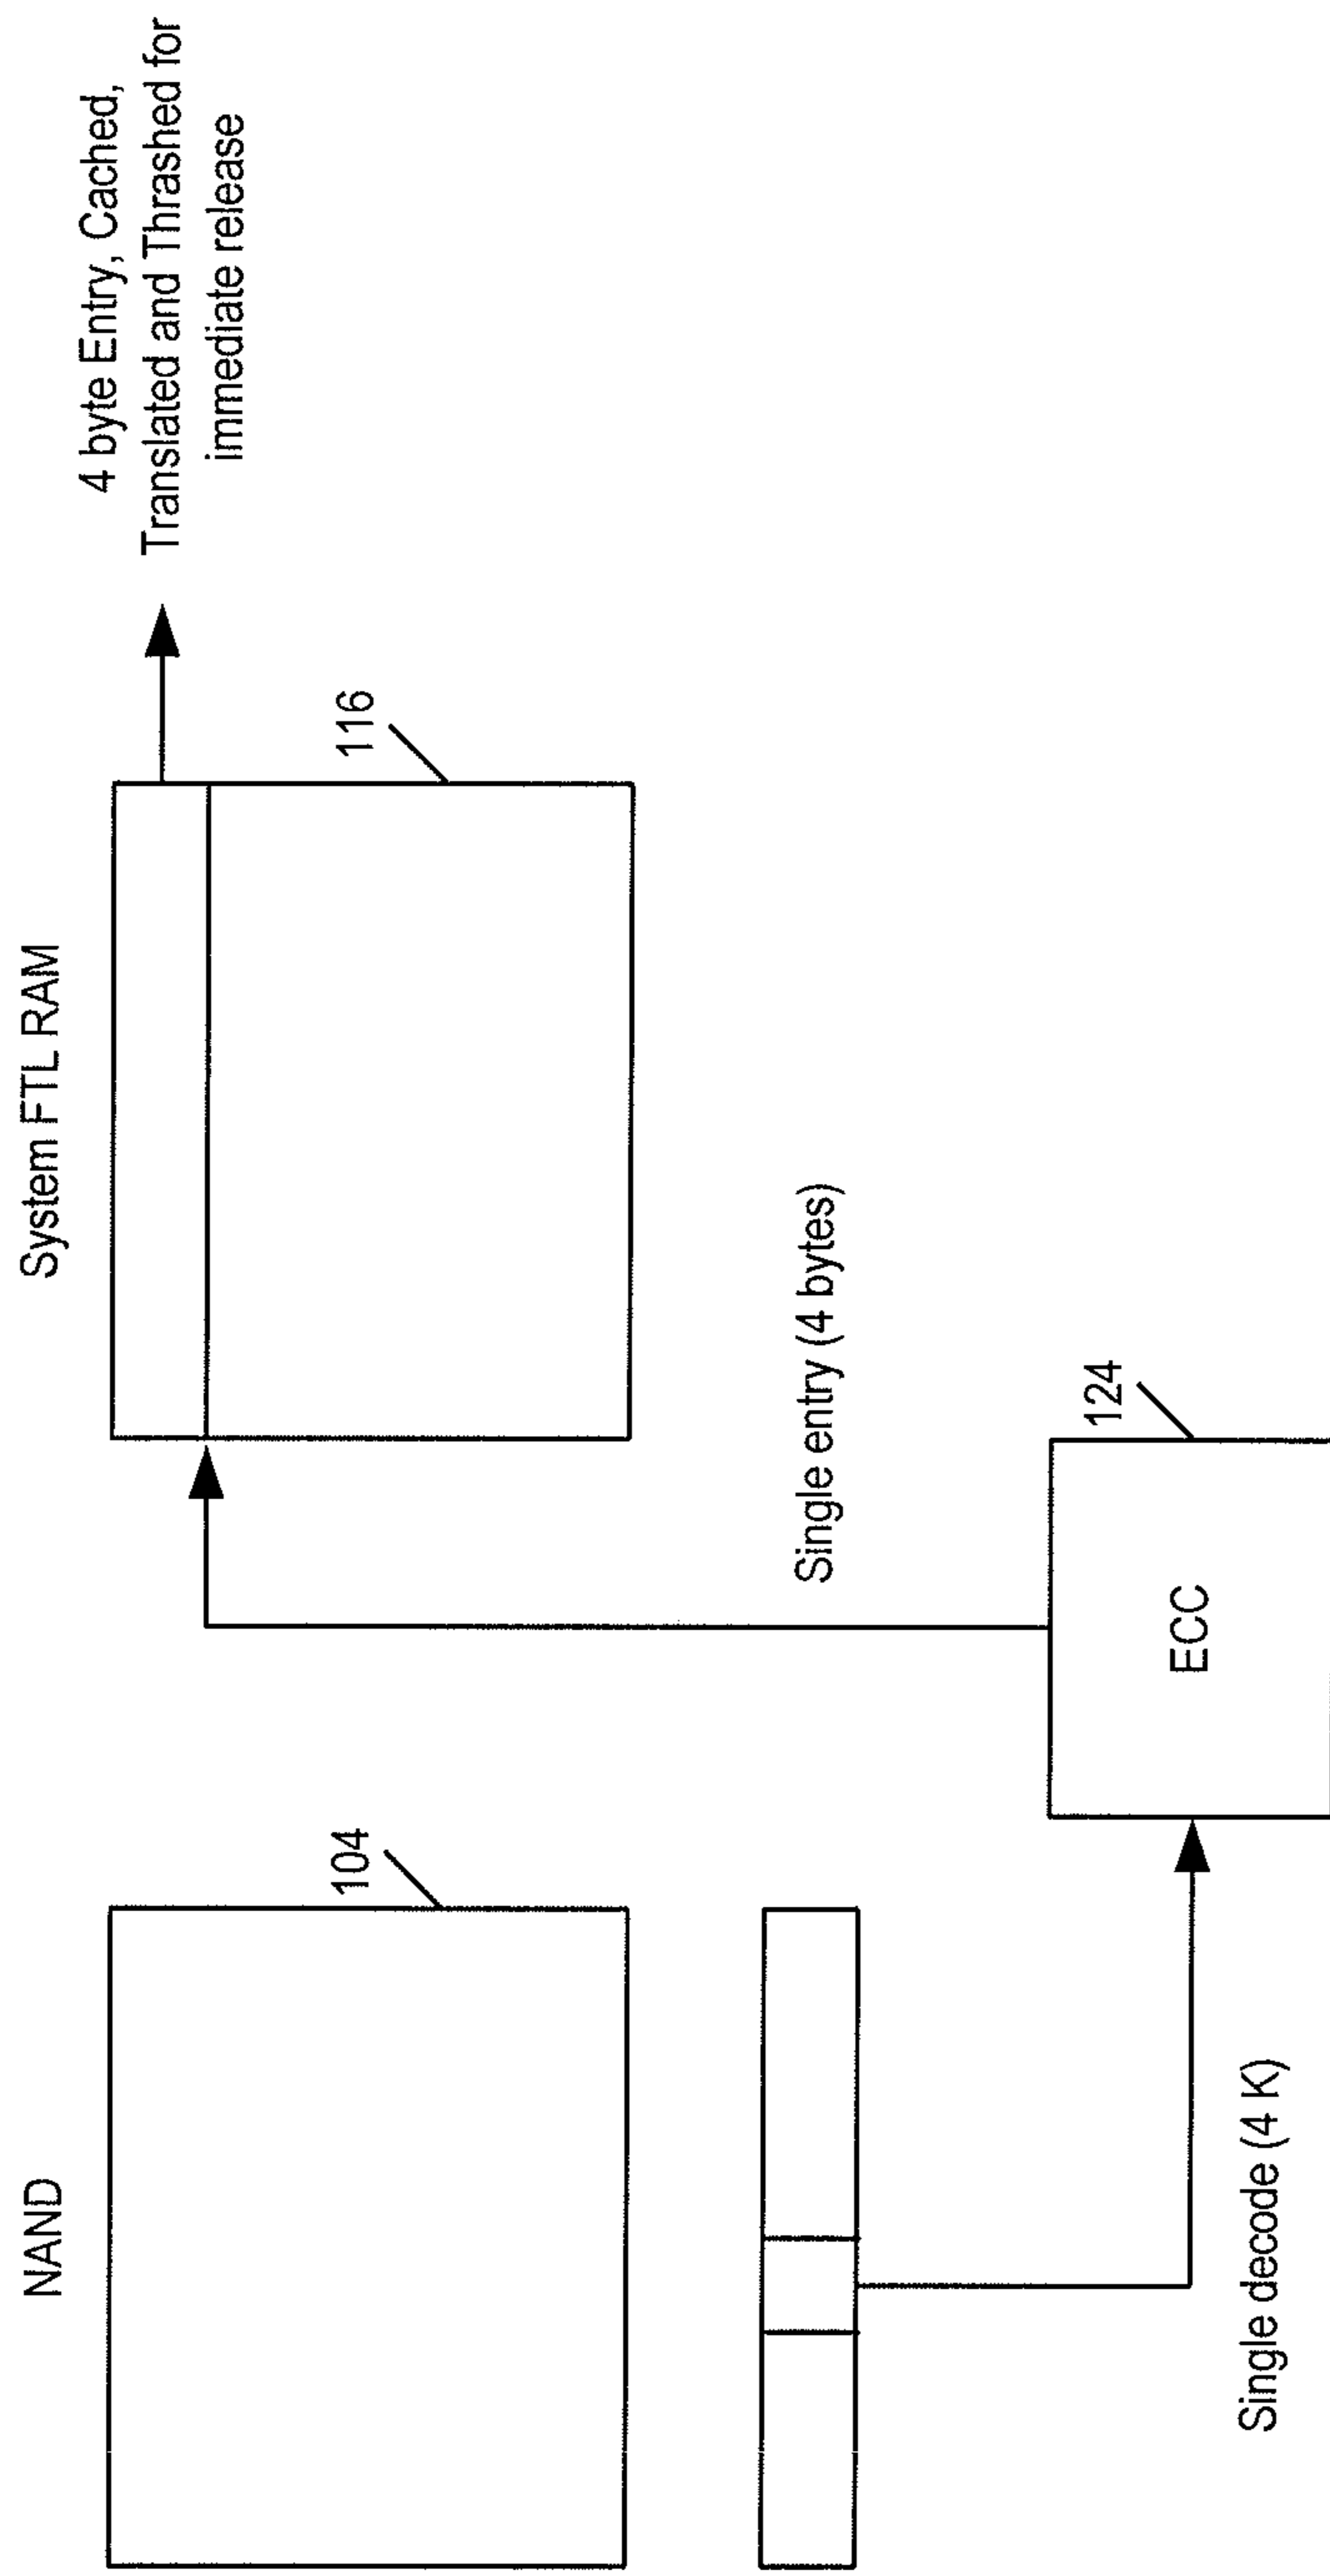 NAND
104
Single decode (4 K)
ECC
124
Single entry (4 bytes)
System FTL RAM
116
4 byte Entry, Cached,
Translated and Thrashed for
immediate release